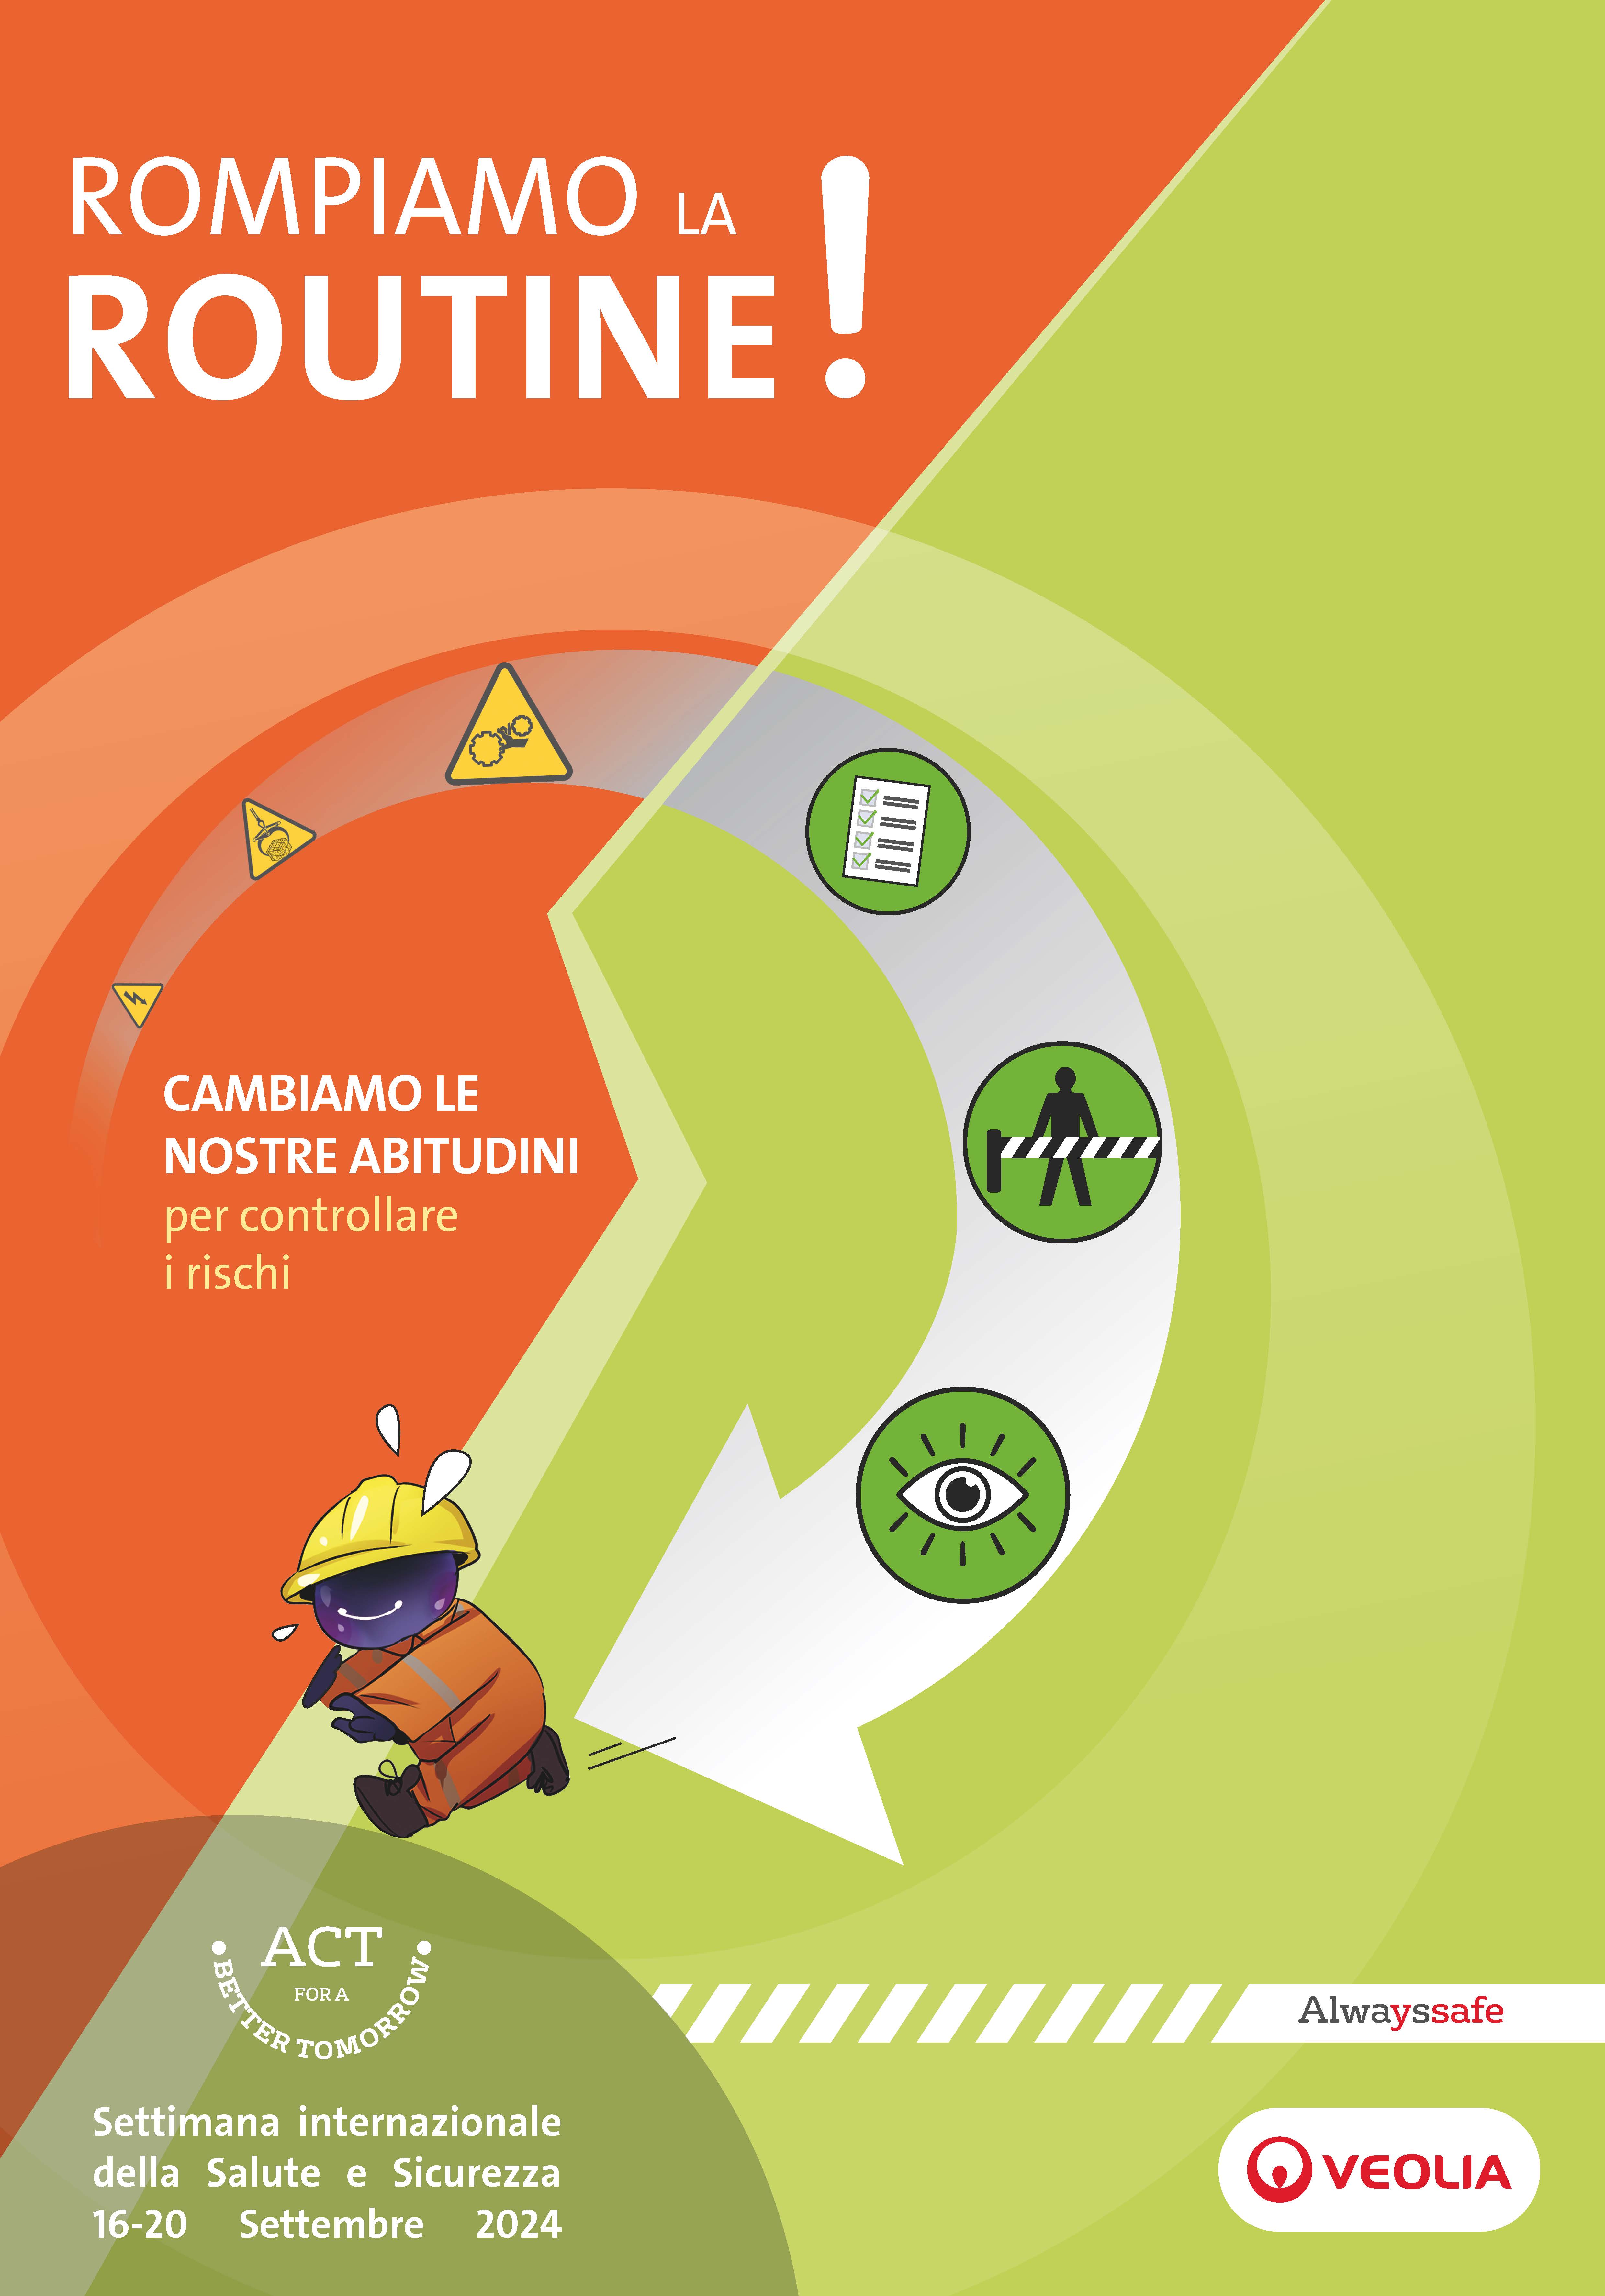 ROMPIAMO LA
ROUTINE!
CAMBIAMO LE
NOSTRE ABITUDINI
per controllare
i rischi
ACT
FOR A
BETTER TOMORROW
Settimana internazionale
della Salute e Sicurezza
16-20 Settembre 2024
Alwayssafe
VEOLIA